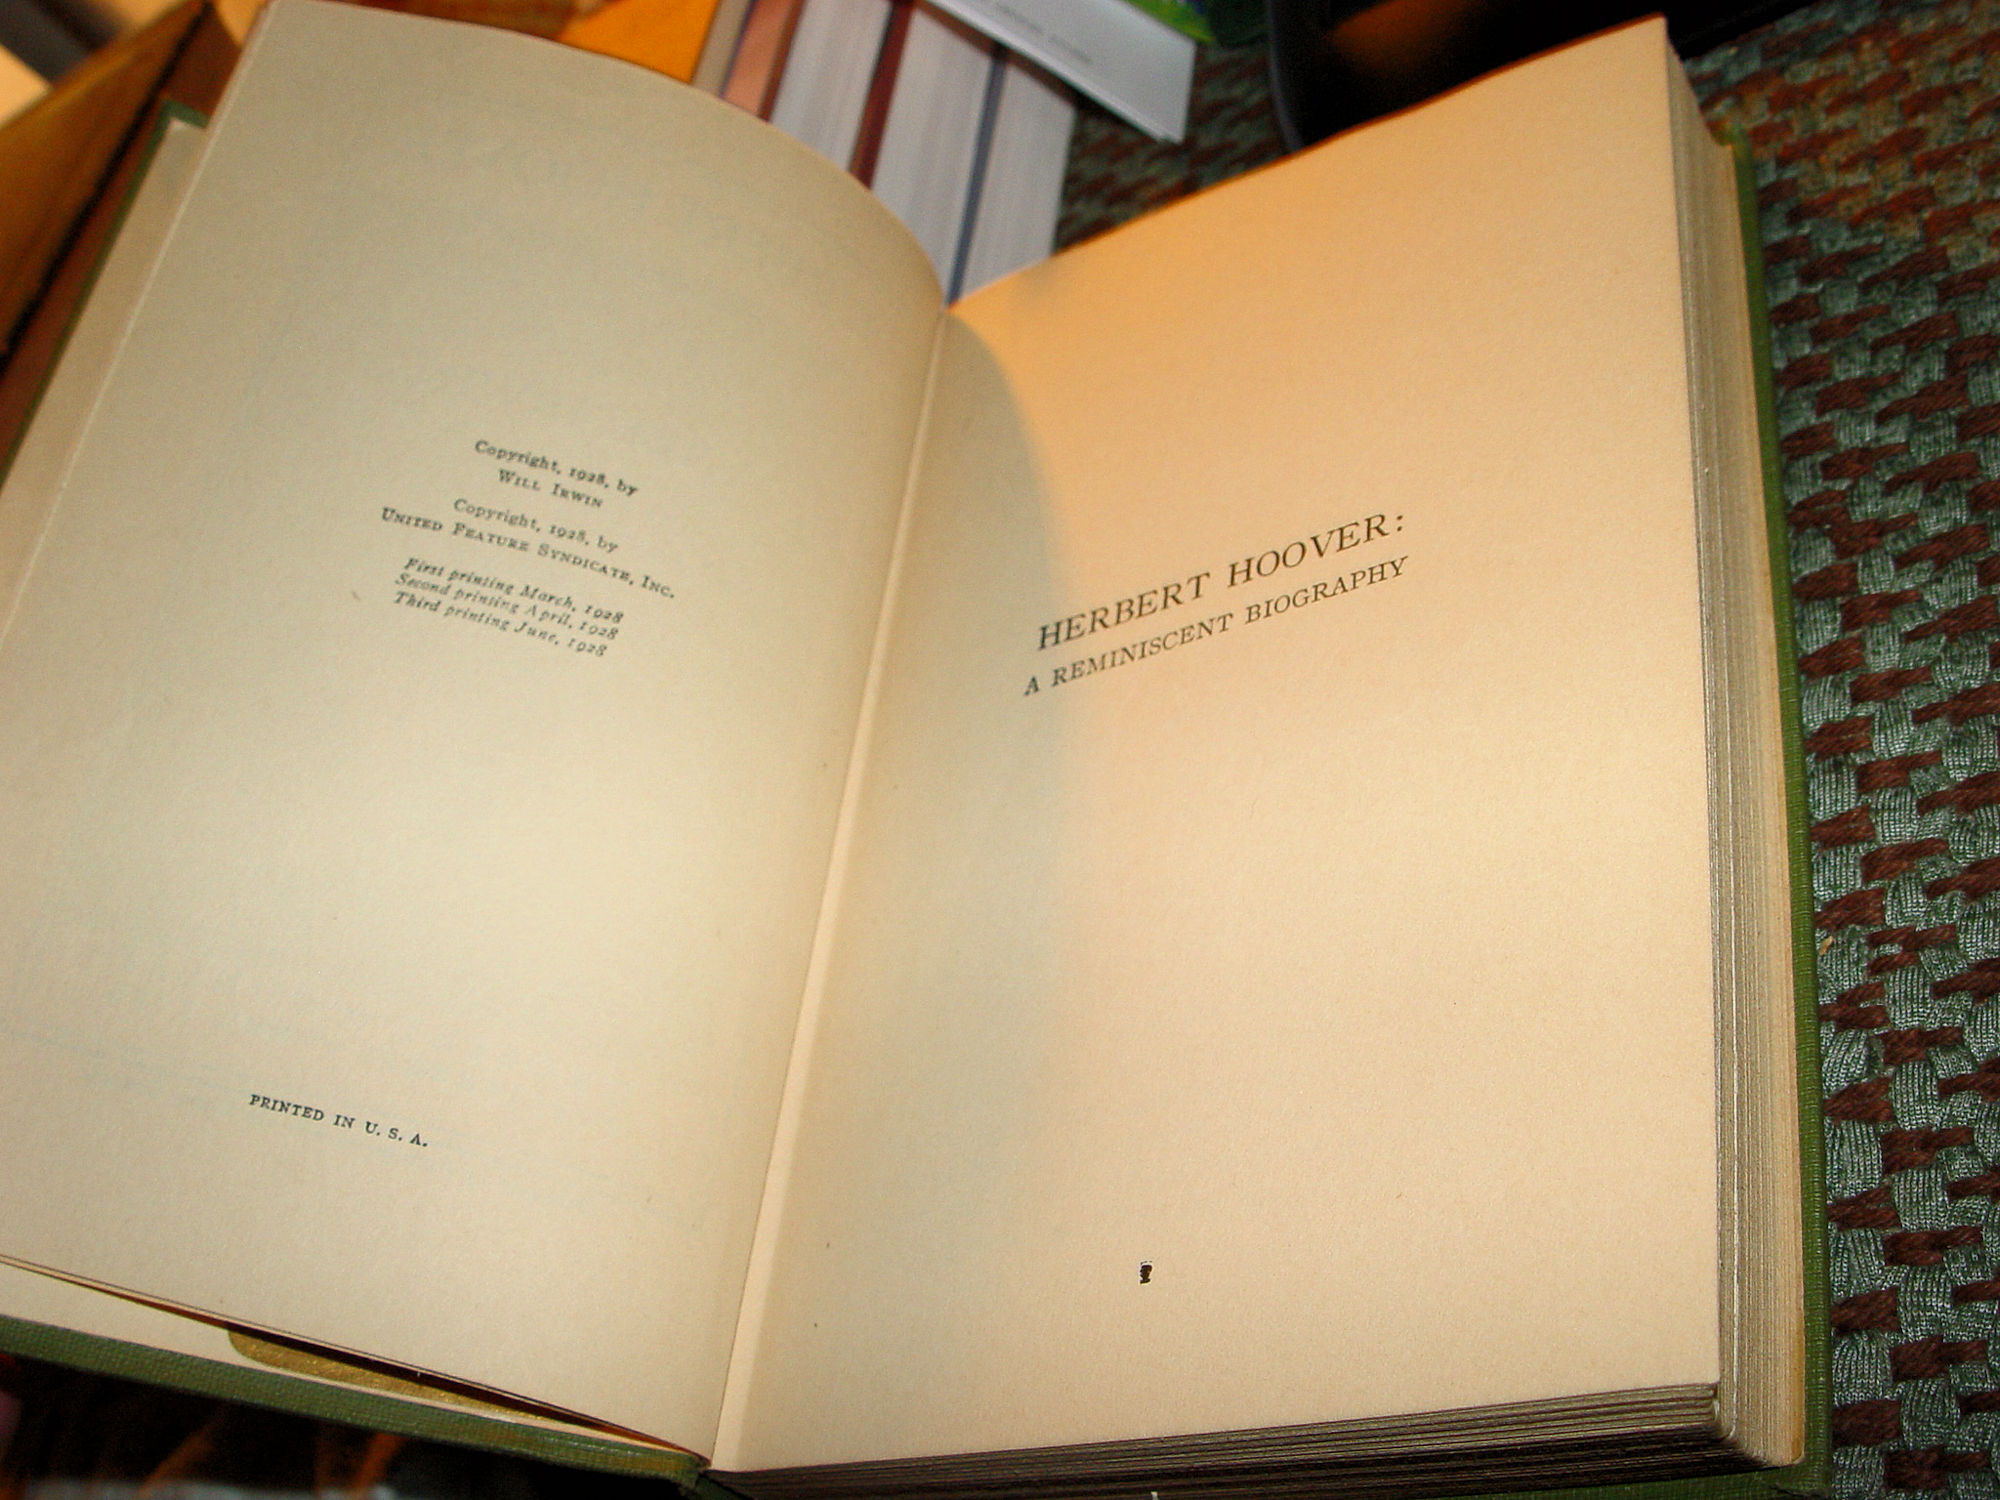 Copyright, 1928, by
WILL IRWIN
Copyright, 1928, by
UNITED FEATURE SYNDICATE, INC.
First printing March, 1928
Second printing April, 1928
Third printing June, 1928
PRINTED IN U. S. A.
HERBERT HOOVER:
A REMINISCENT BIOGRAPHY